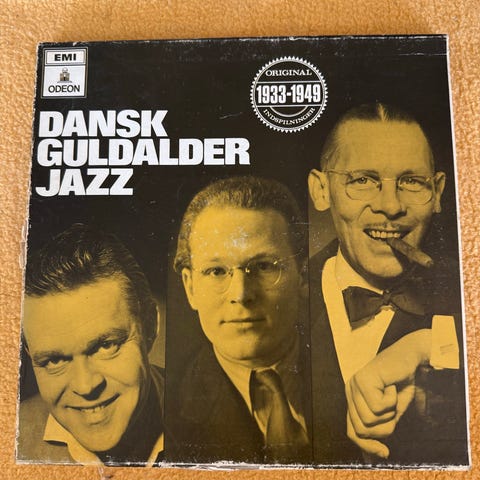 EMI
ODEON
ORIGINAL
1933-1949
INDSPILNINGER
DANSK
GULDALDER
JAZZ